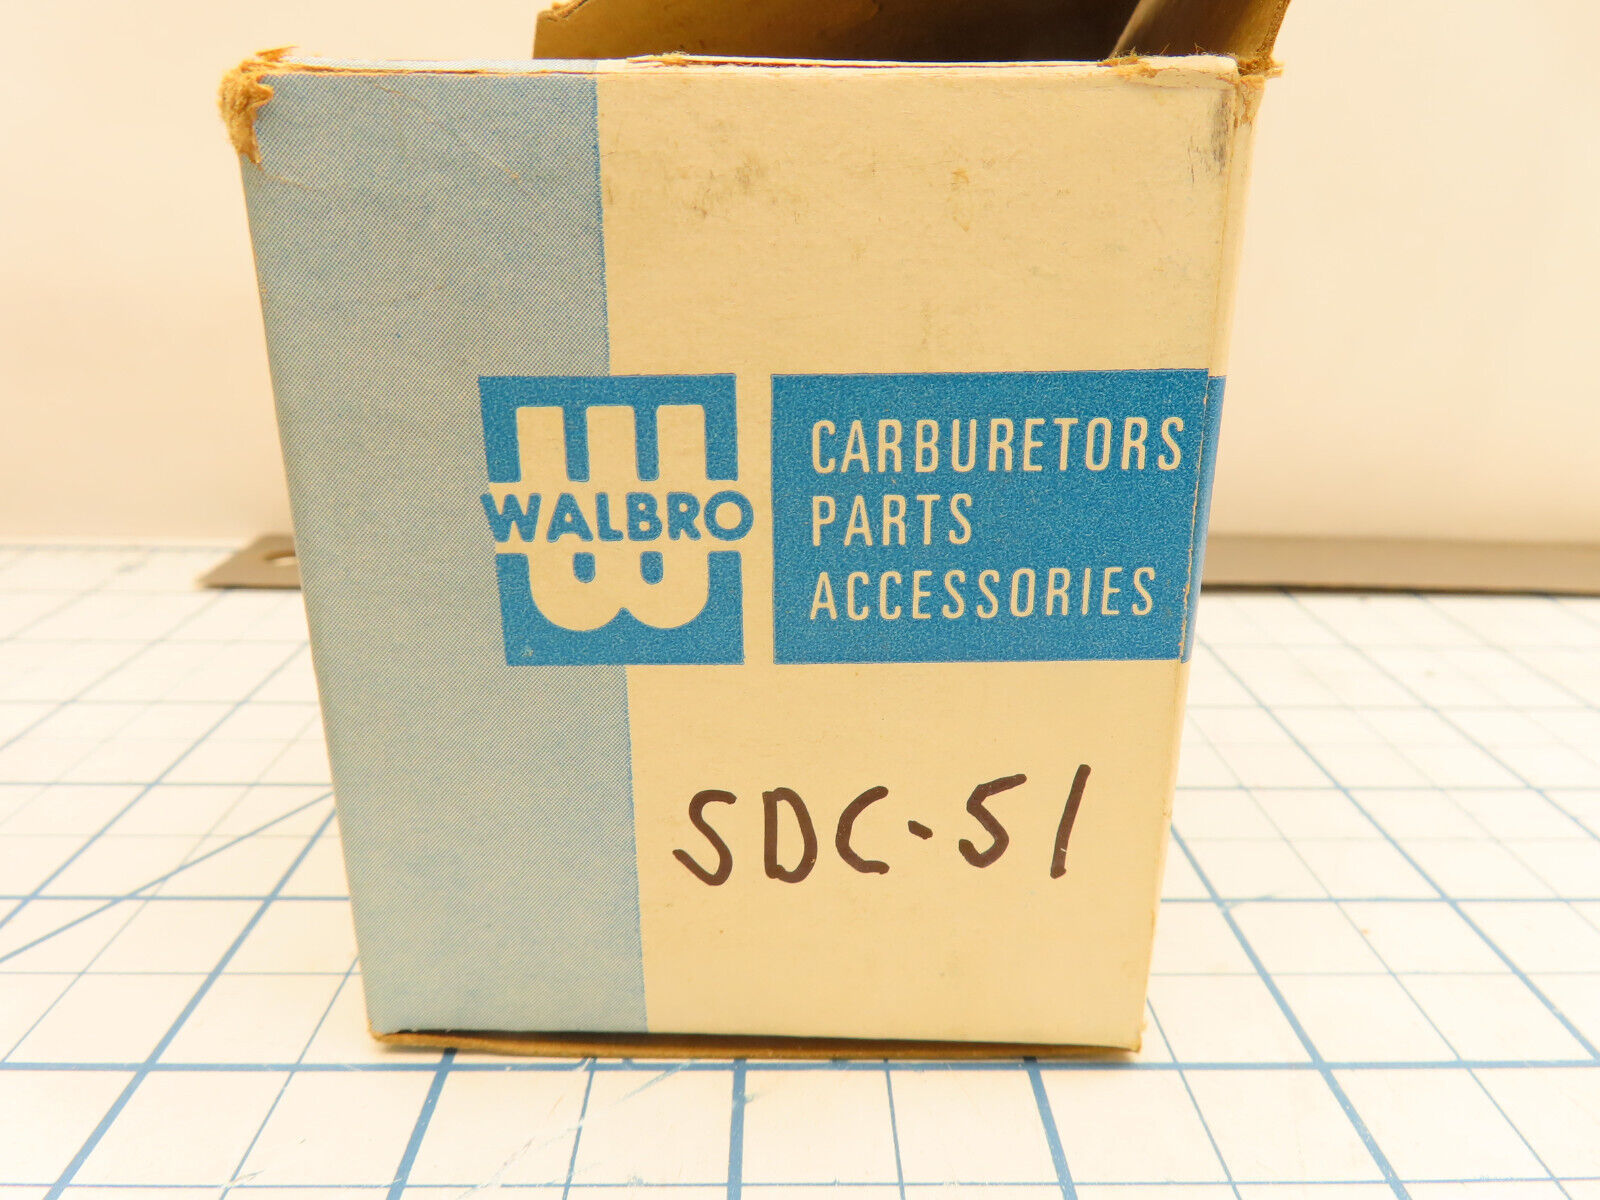 WALBRO
CARBURETORS
PARTS
ACCESSORIES
SDC-51